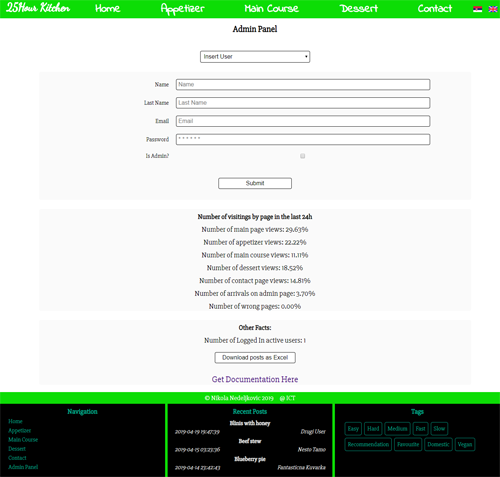 25Hour Kitchen Home Appetizer Main Course Dessert Contact
Admin Panel
Insert User
Name Name
Last Name Last Name
Email Email
Password ******
Is Admin?
Submit
Number of visitings by page in the last 24h
Number of main page views: 29.63%
Number of appetizer views: 22.22%
Number of main course views: 11.11%
Number of dessert views: 18.52%
Number of contact page views: 14.81%
Number of arrivals on admin page: 3.70%
Number of wrong pages: 0.00%
Other Facts:
Number of Logged In active users: 1
Download posts as Excel
Get Documentation Here
© Nikola Nedeljkovic 2019 @ ICT
Navigation
Home
Appetizer
Main Course
Dessert
Contact
Admin Panel
Recent Posts
Blinis with honey
2019-04-19 19:47:39 Drugi User
Beef stew
2019-04-15 03:23:36 Nesto Tamo
Blueberry pie
2019-04-14 23:42:43 Fantasticna Kuvarka
Tags
Easy Hard Medium Fast Slow
Recommendation Favourite Domestic Vegan